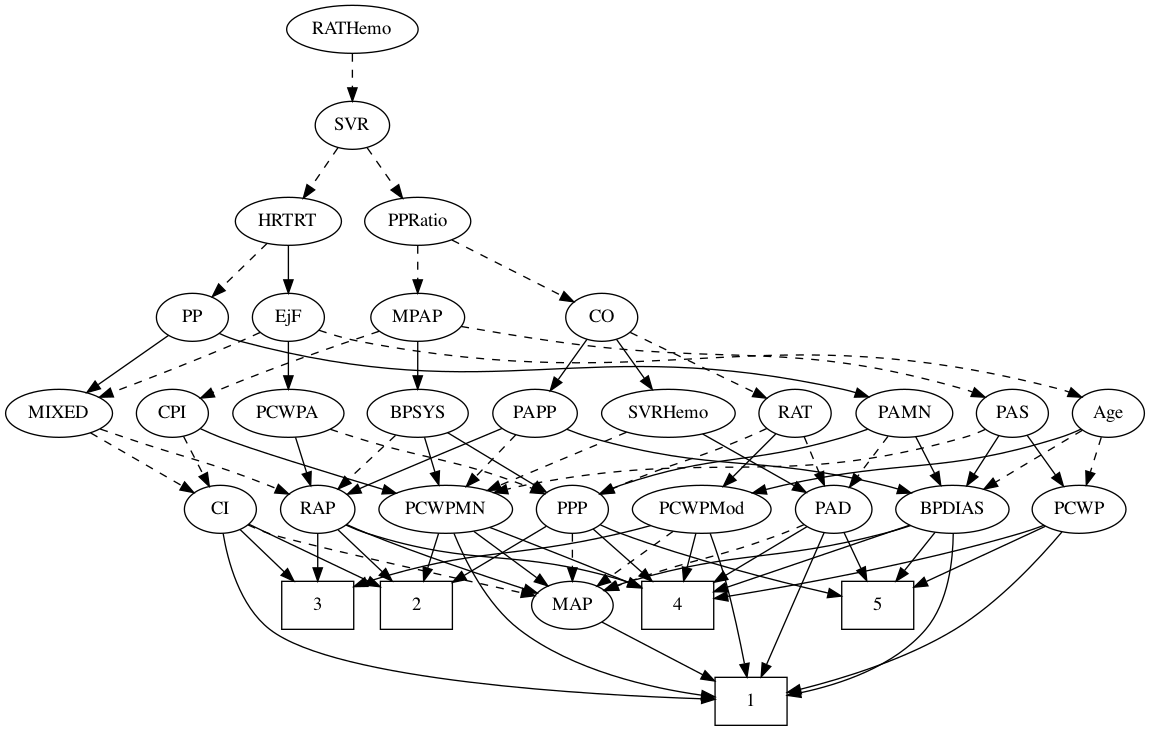 RATHemo
SVR
HRTRT
PPRatio
PP
EjF
MPAP
CO
MIXED
CPI
PCWPA
BPSYS
PAPP
SVRHemo
RAT
PAMN
PAS
Age
CI
RAP
PCWPMN
PPP
PCWPMod
PAD
BPDIAS
PCWP
3
2
MAP
4
5
1